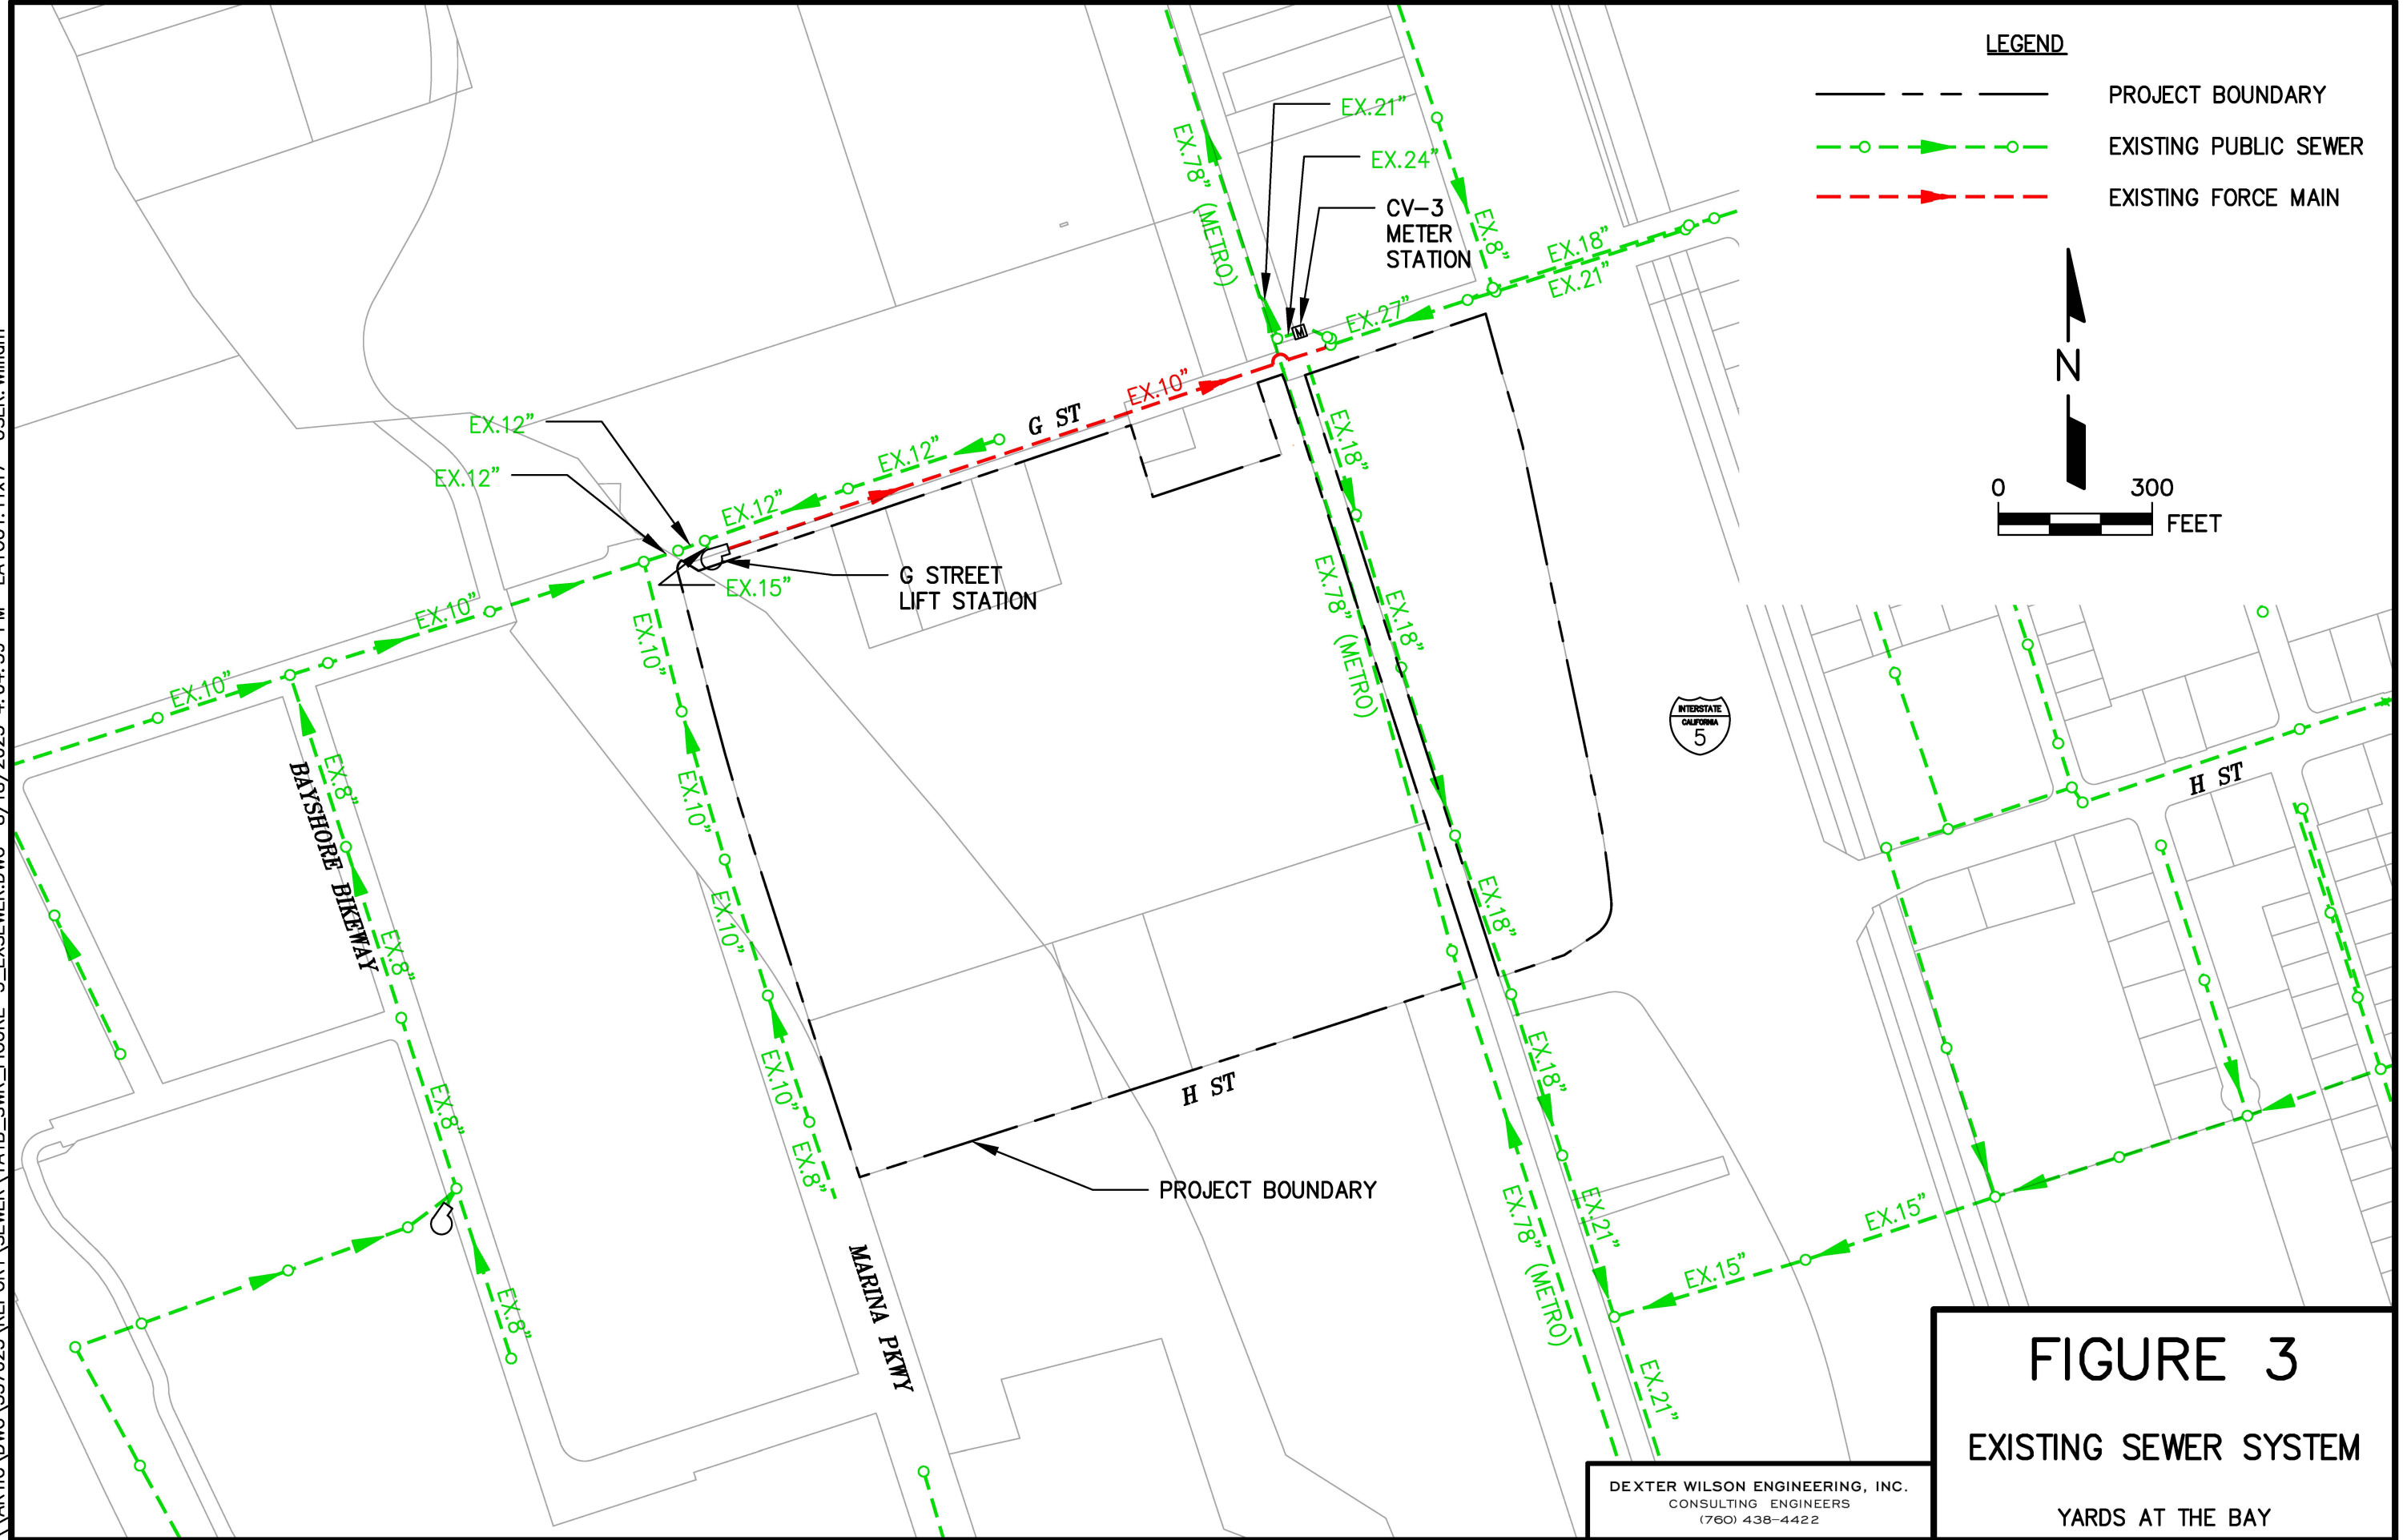 LEGEND
PROJECT BOUNDARY
EXISTING PUBLIC SEWER
EXISTING FORCE MAIN
N
0 300
FEET
EX.21"
EX.24"
CV-3
METER
STATION
EX.78" (METRO)
EX.8"
EX.18"
EX.21"
EX.27"
EX.10"
G ST
EX.12"
EX.12"
EX.12"
EX.12"
EX.15"
G STREET
LIFT STATION
EX.10"
EX.10"
EX.10"
EX.10"
EX.10"
EX.10"
EX.8"
EX.8"
EX.8"
EX.8"
EX.8"
BAYSHORE BIKEWAY
MARINA PKWY
EX.18"
EX.18"
EX.78" (METRO)
EX.18"
EX.18"
EX.21"
EX.78" (METRO)
EX.21"
EX.15"
EX.15"
INTERSTATE
CALIFORNIA
5
H ST
H ST
PROJECT BOUNDARY
M
DEXTER WILSON ENGINEERING, INC.
CONSULTING ENGINEERS
(760) 438-4422
FIGURE 3
EXISTING SEWER SYSTEM
YARDS AT THE BAY